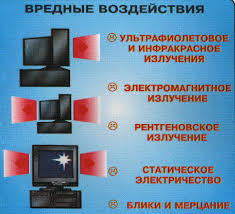 ВРЕДНЫЕ ВОЗДЕЙСТВИЯ
УЛЬТРАФИОЛЕТОВОЕ
И ИНФРАКРАСНОЕ
ИЗЛУЧЕНИЯ
ЭЛЕКТРОМАГНИТНОЕ
ИЗЛУЧЕНИЕ
РЕНТГЕНОВСКОЕ
ИЗЛУЧЕНИЕ
СТАТИЧЕСКОЕ
ЭЛЕКТРИЧЕСТВО
БЛИКИ И МЕРЦАНИЕ